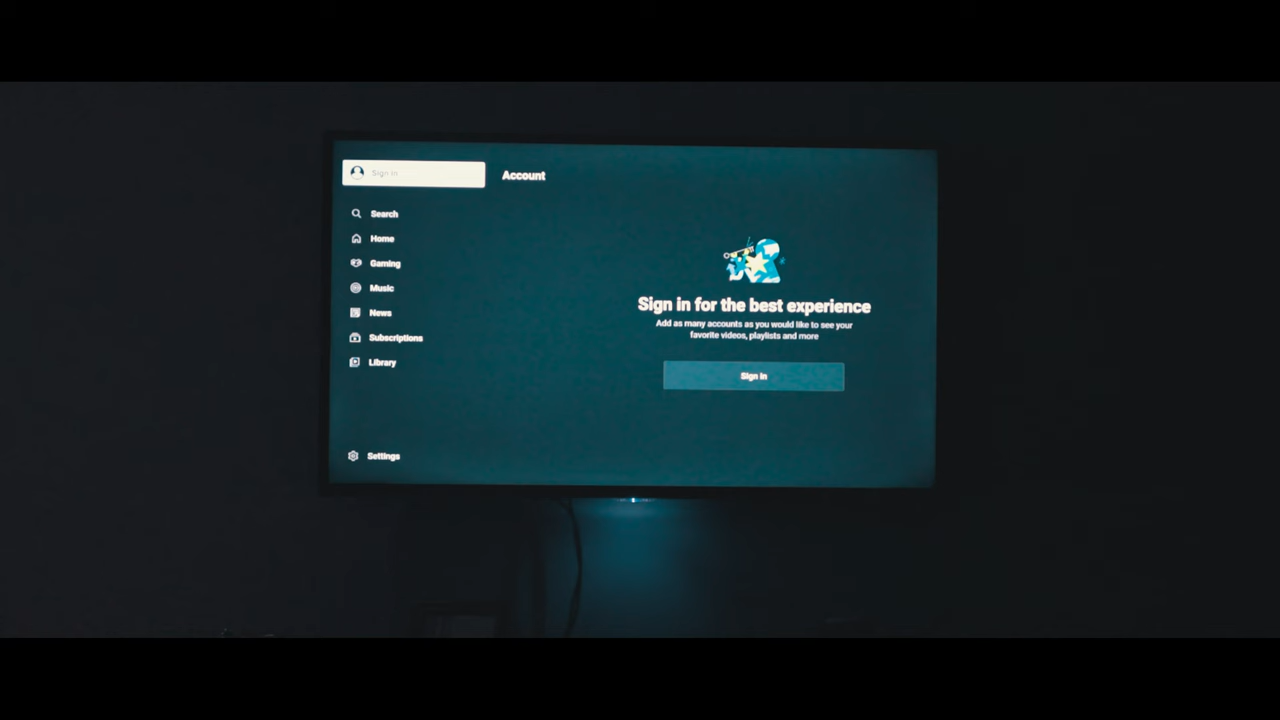 Sign in
Account
Search
Home
Gaming
Music
News
Subscriptions
Library
Settings
Sign in for the best experience
Add as many accounts as you would like to see your
favorite videos, playlists and more
Sign in